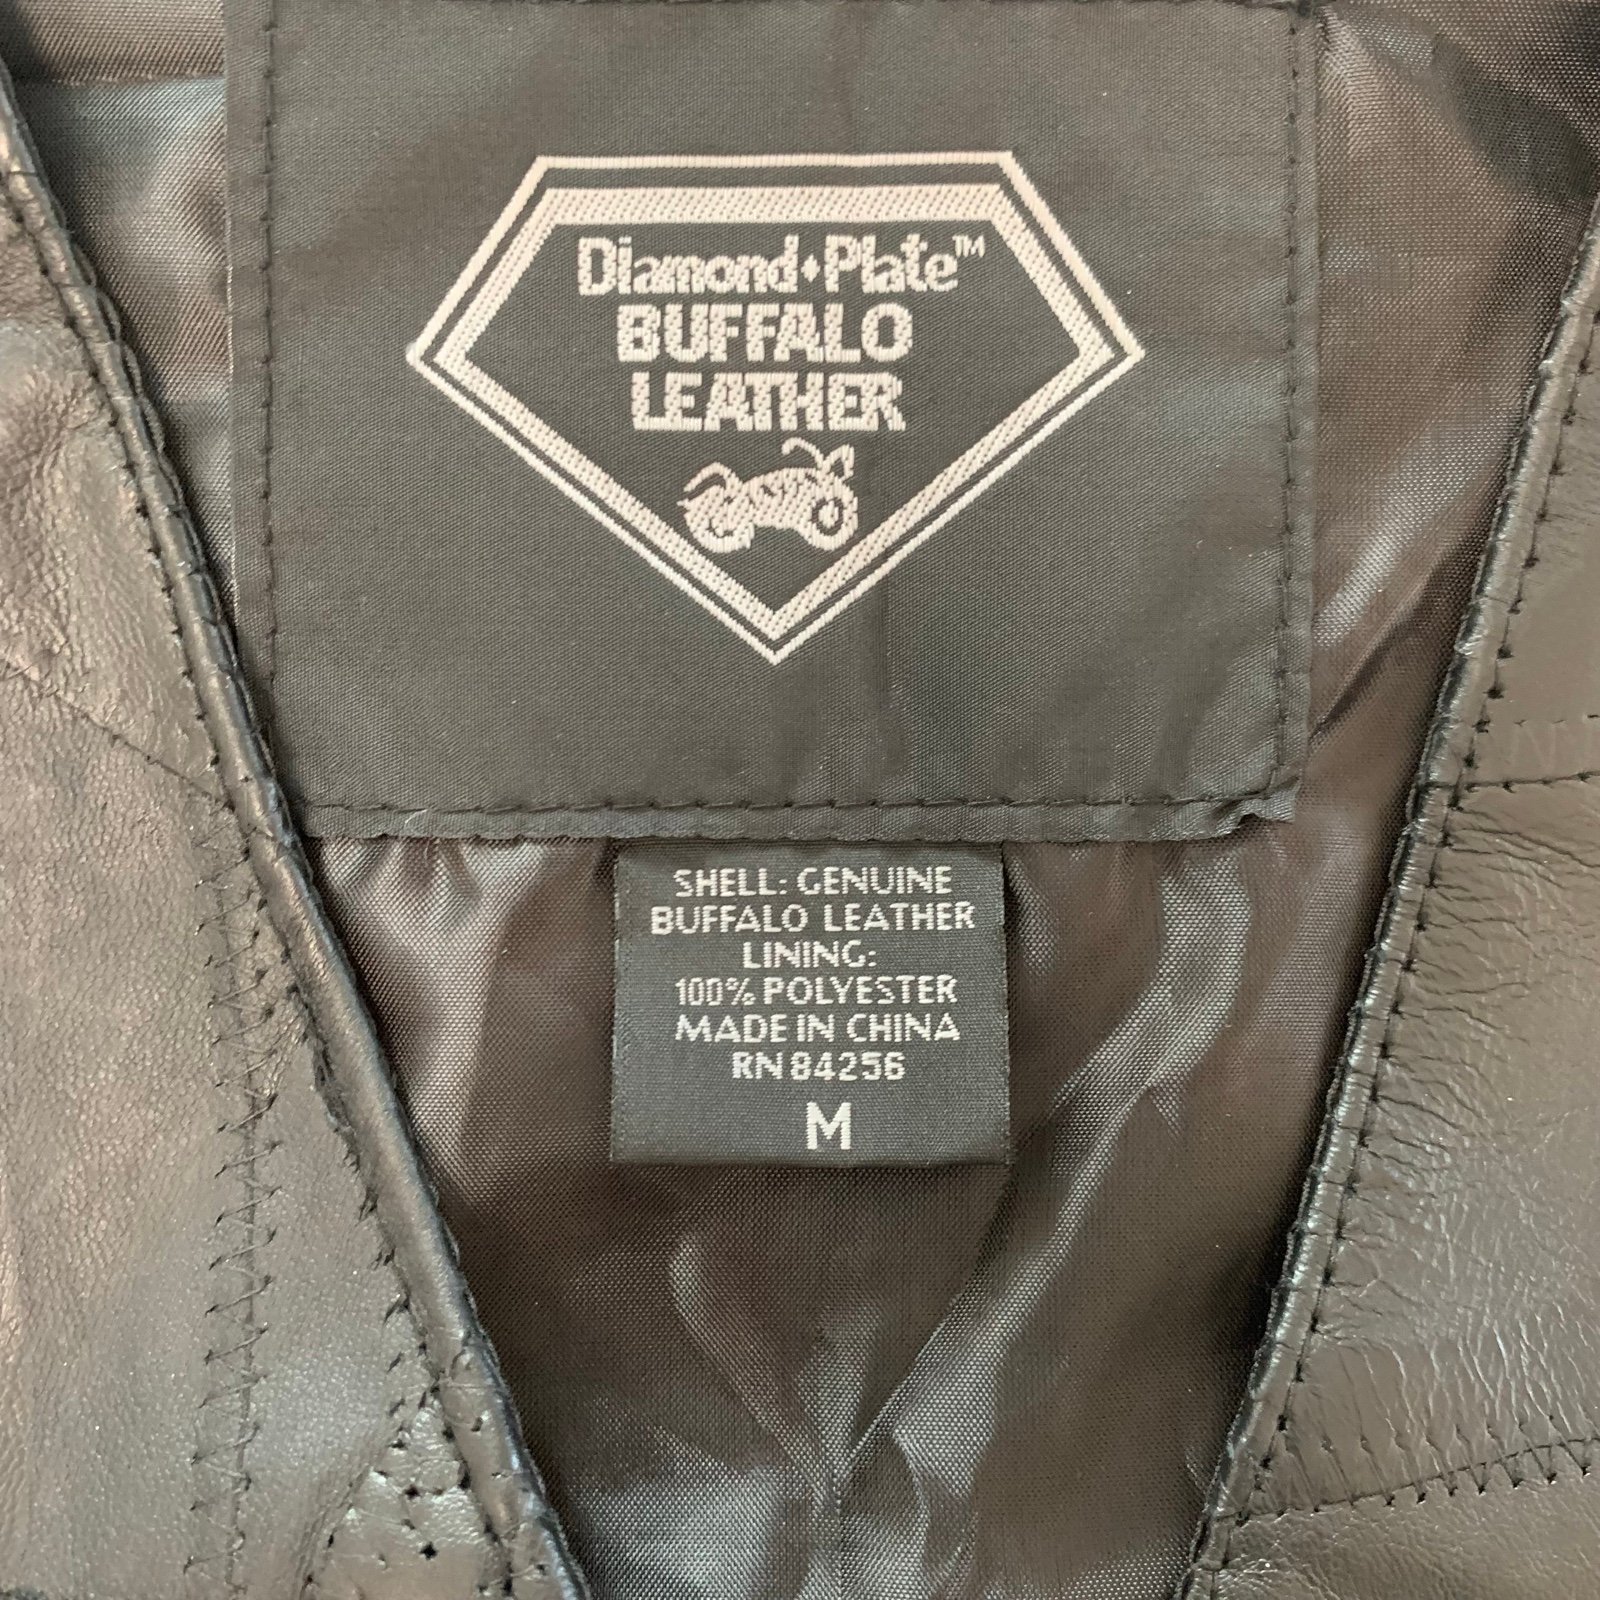 Diamond♦Plate™
BUFFALO
LEATHER
SHELL: GENUINE
BUFFALO LEATHER
LINING:
100% POLYESTER
MADE IN CHINA
RN 84256
M